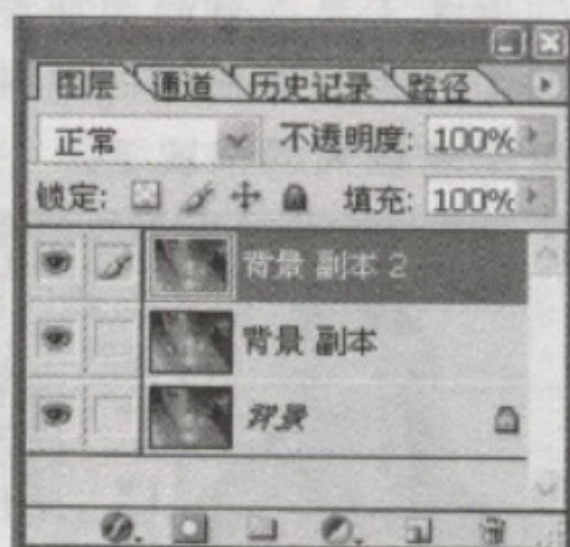 图层 通道 历史记录 路径
正常 不透明度: 100%
锁定: 填充: 100%
背景 副本 2
背景 副本
背景